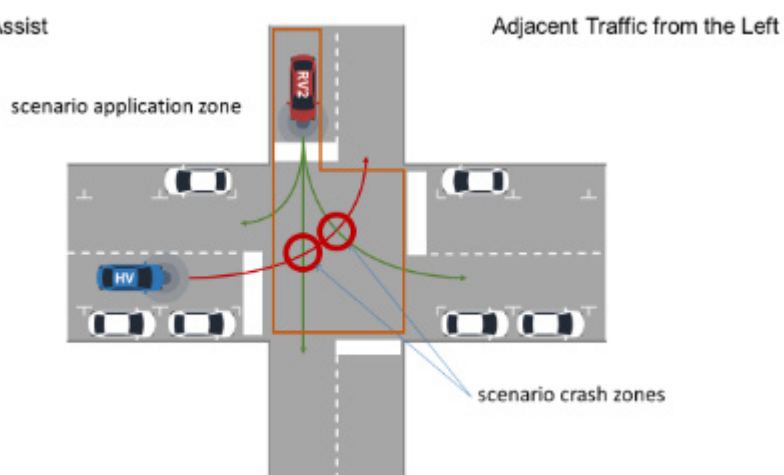 Assist
Adjacent Traffic from the Left
RV2
scenario application zone
HV
scenario crash zones